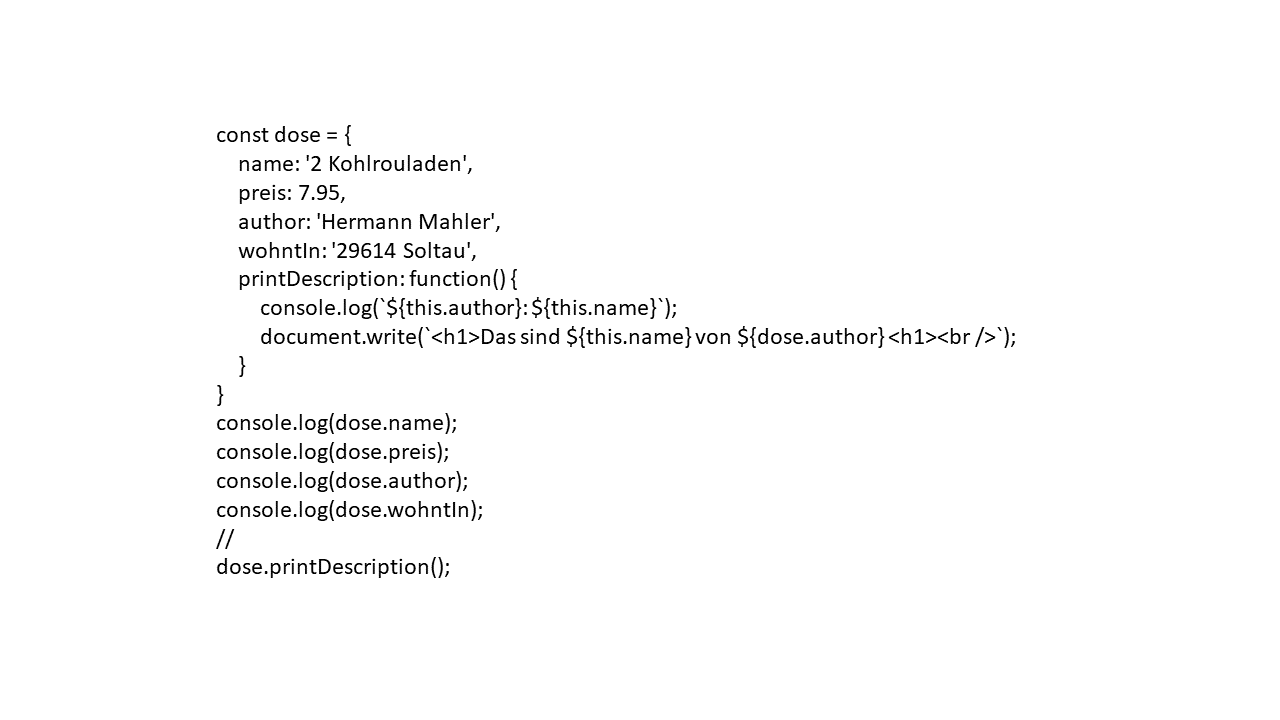 const dose = {
name: '2 Kohlrouladen',
preis: 7.95,
author: 'Hermann Mahler',
wohntIn: '29614 Soltau',
printDescription: function() {
console.log(`${this.author}: ${this.name}`);
document.write(`<h1>Das sind ${this.name} von ${dose.author} <h1><br />`);
}
}
console.log(dose.name);
console.log(dose.preis);
console.log(dose.author);
console.log(dose.wohntIn);
//
dose.printDescription();